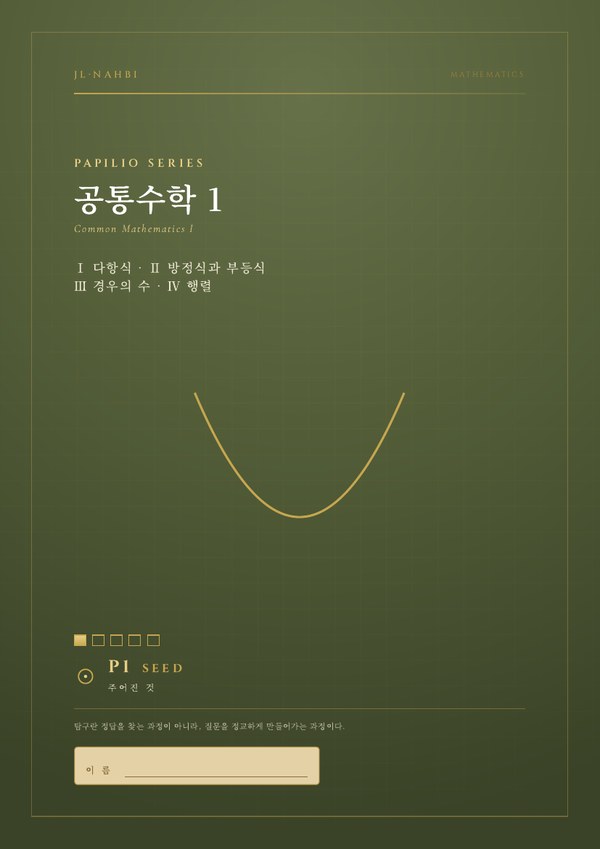 JL·NAHBI
MATHEMATICS
PAPILIO SERIES
공통수학 1
Common Mathematics I
Ⅰ 다항식 · Ⅱ 방정식과 부등식
Ⅲ 경우의 수 · Ⅳ 행렬
P1 SEED
주어진 것
탐구란 정답을 찾는 과정이 아니라, 질문을 정교하게 만들어가는 과정이다.
이 름